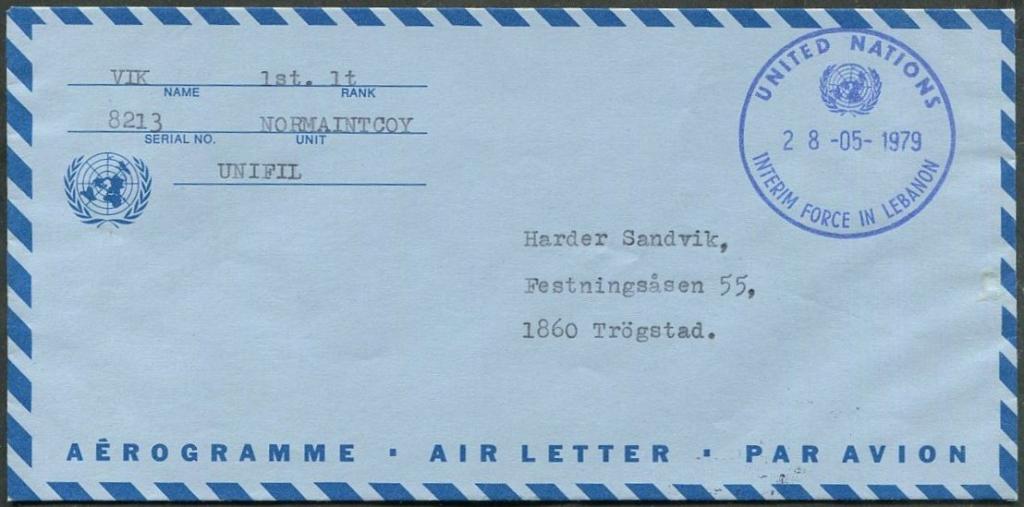 VIK 1st. lt
NAME RANK
8213 NORMAINTCOY
SERIAL NO. UNIT
UNIFIL
UNITED NATIONS
28-05-1979
INTERIM FORCE IN LEBANON
Harder Sandvik,
Festningsåsen 55,
1860 Trögstad.
AÉROGRAMME · AIR LETTER · PAR AVION